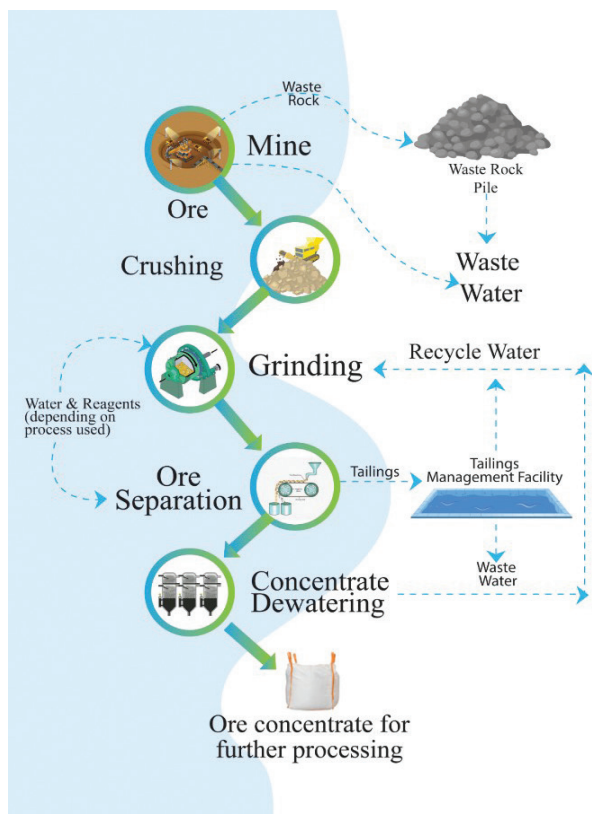 Waste
Rock
Mine
Waste Rock
Pile
Ore
Crushing
Waste
Water
Recycle Water
Grinding
Water & Reagents
(depending on
process used)
Ore
Separation
Tailings
Tailings
Management Facility
Waste
Water
Concentrate
Dewatering
Ore concentrate for
further processing